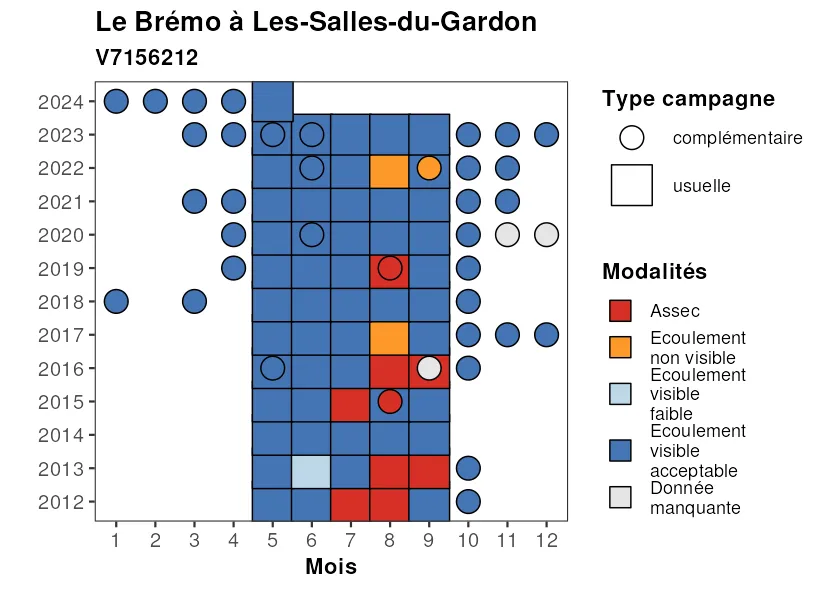 Le Brémo à Les-Salles-du-Gardon
V7156212
2024
2023
2022
2021
2020
2019
2018
2017
2016
2015
2014
2013
2012
1 2 3 4 5 6 7 8 9 10 11 12
Mois
Type campagne
complémentaire
usuelle
Modalités
Assec
Ecoulement
non visible
Ecoulement
visible
faible
Ecoulement
visible
acceptable
Donnée
manquante